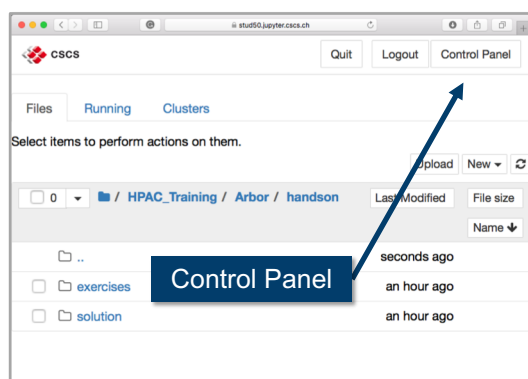 stud50.jupyter.cscs.ch
CSCS
Quit
Logout
Control Panel
Files
Running
Clusters
Select items to perform actions on them.
Upload
New
0
/ HPAC_Training / Arbor / handson
Last Modified
File size
Name
..
seconds ago
exercises
an hour ago
solution
an hour ago
Control Panel